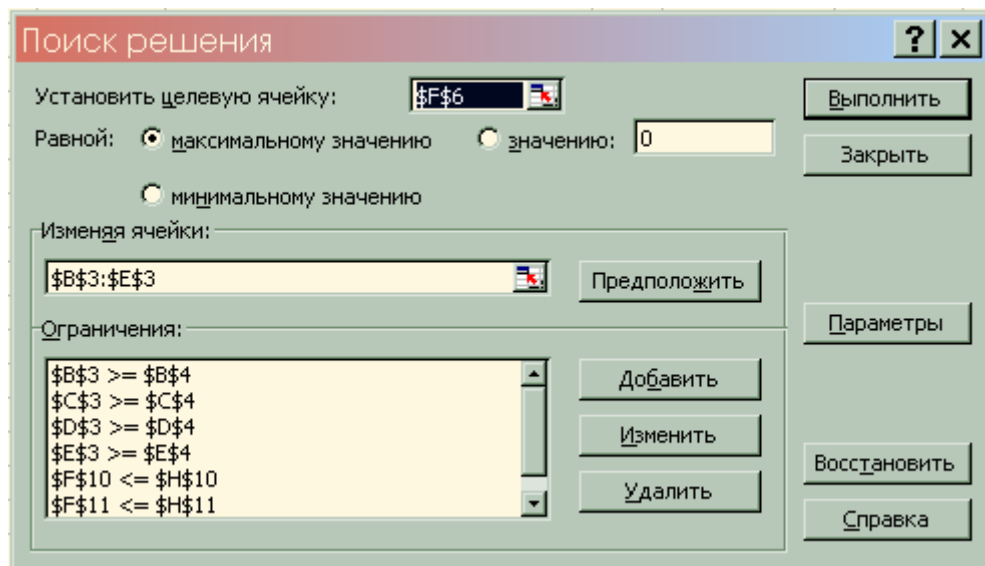 Поиск решения
Установить целевую ячейку: $F$6
Выполнить
Равной: максимальному значению значению: 0
Закрыть
минимальному значению
Изменяя ячейки:
$B$3:$E$3
Предположить
Ограничения:
Параметры
$B$3 >= $B$4
$C$3 >= $C$4
$D$3 >= $D$4
$E$3 >= $E$4
$F$10 <= $H$10
$F$11 <= $H$11
Добавить
Изменить
Удалить
Восстановить
Справка